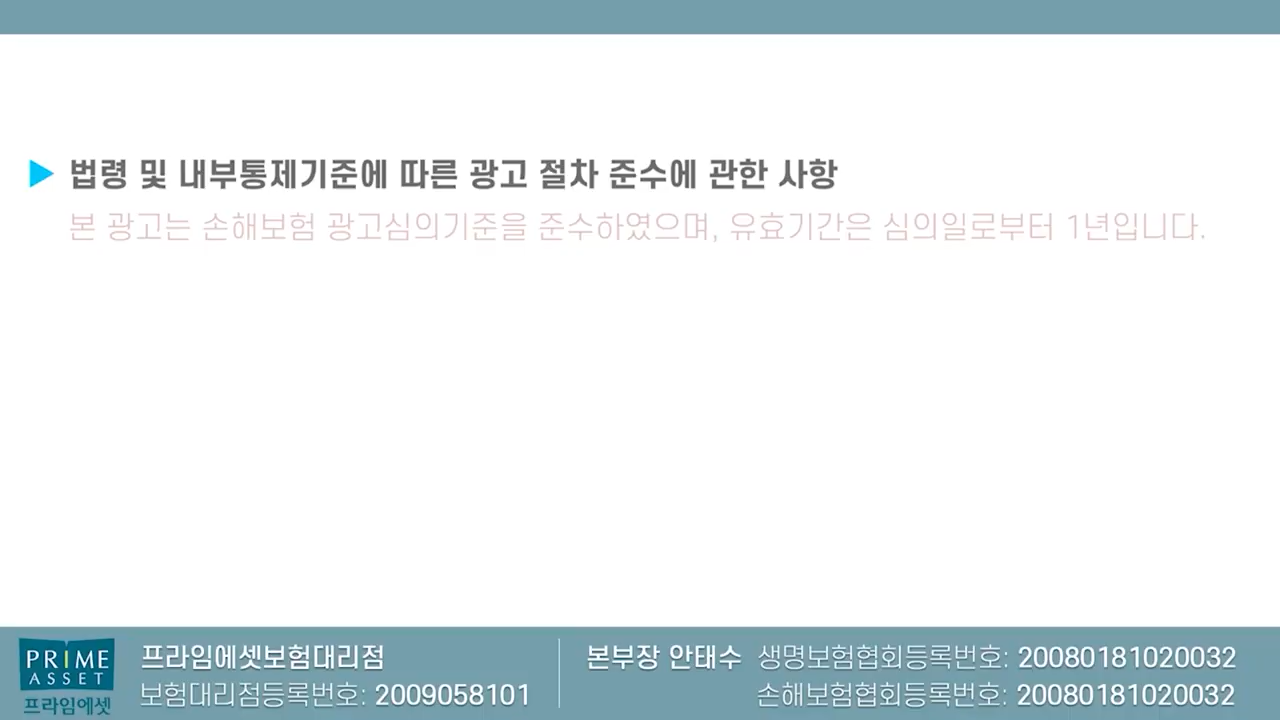 ▶ 법령 및 내부통제기준에 따른 광고 절차 준수에 관한 사항
본 광고는 손해보험 광고심의기준을 준수하였으며, 유효기간은 심의일로부터 1년입니다.
PRIME
ASSET
프라임에셋
프라임에셋보험대리점
보험대리점등록번호: 2009058101
본부장 안태수 생명보험협회등록번호: 20080181020032
손해보험협회등록번호: 20080181020032